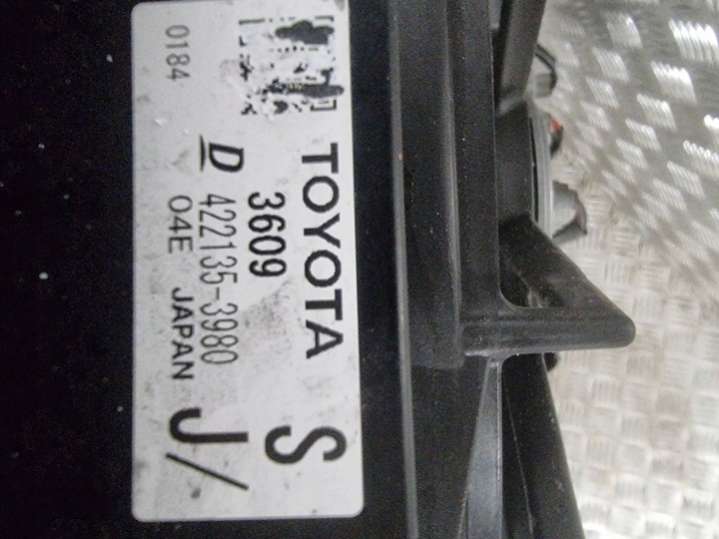 TOYOTA S
3609
D 422135-3980 J/
04E JAPAN
0184